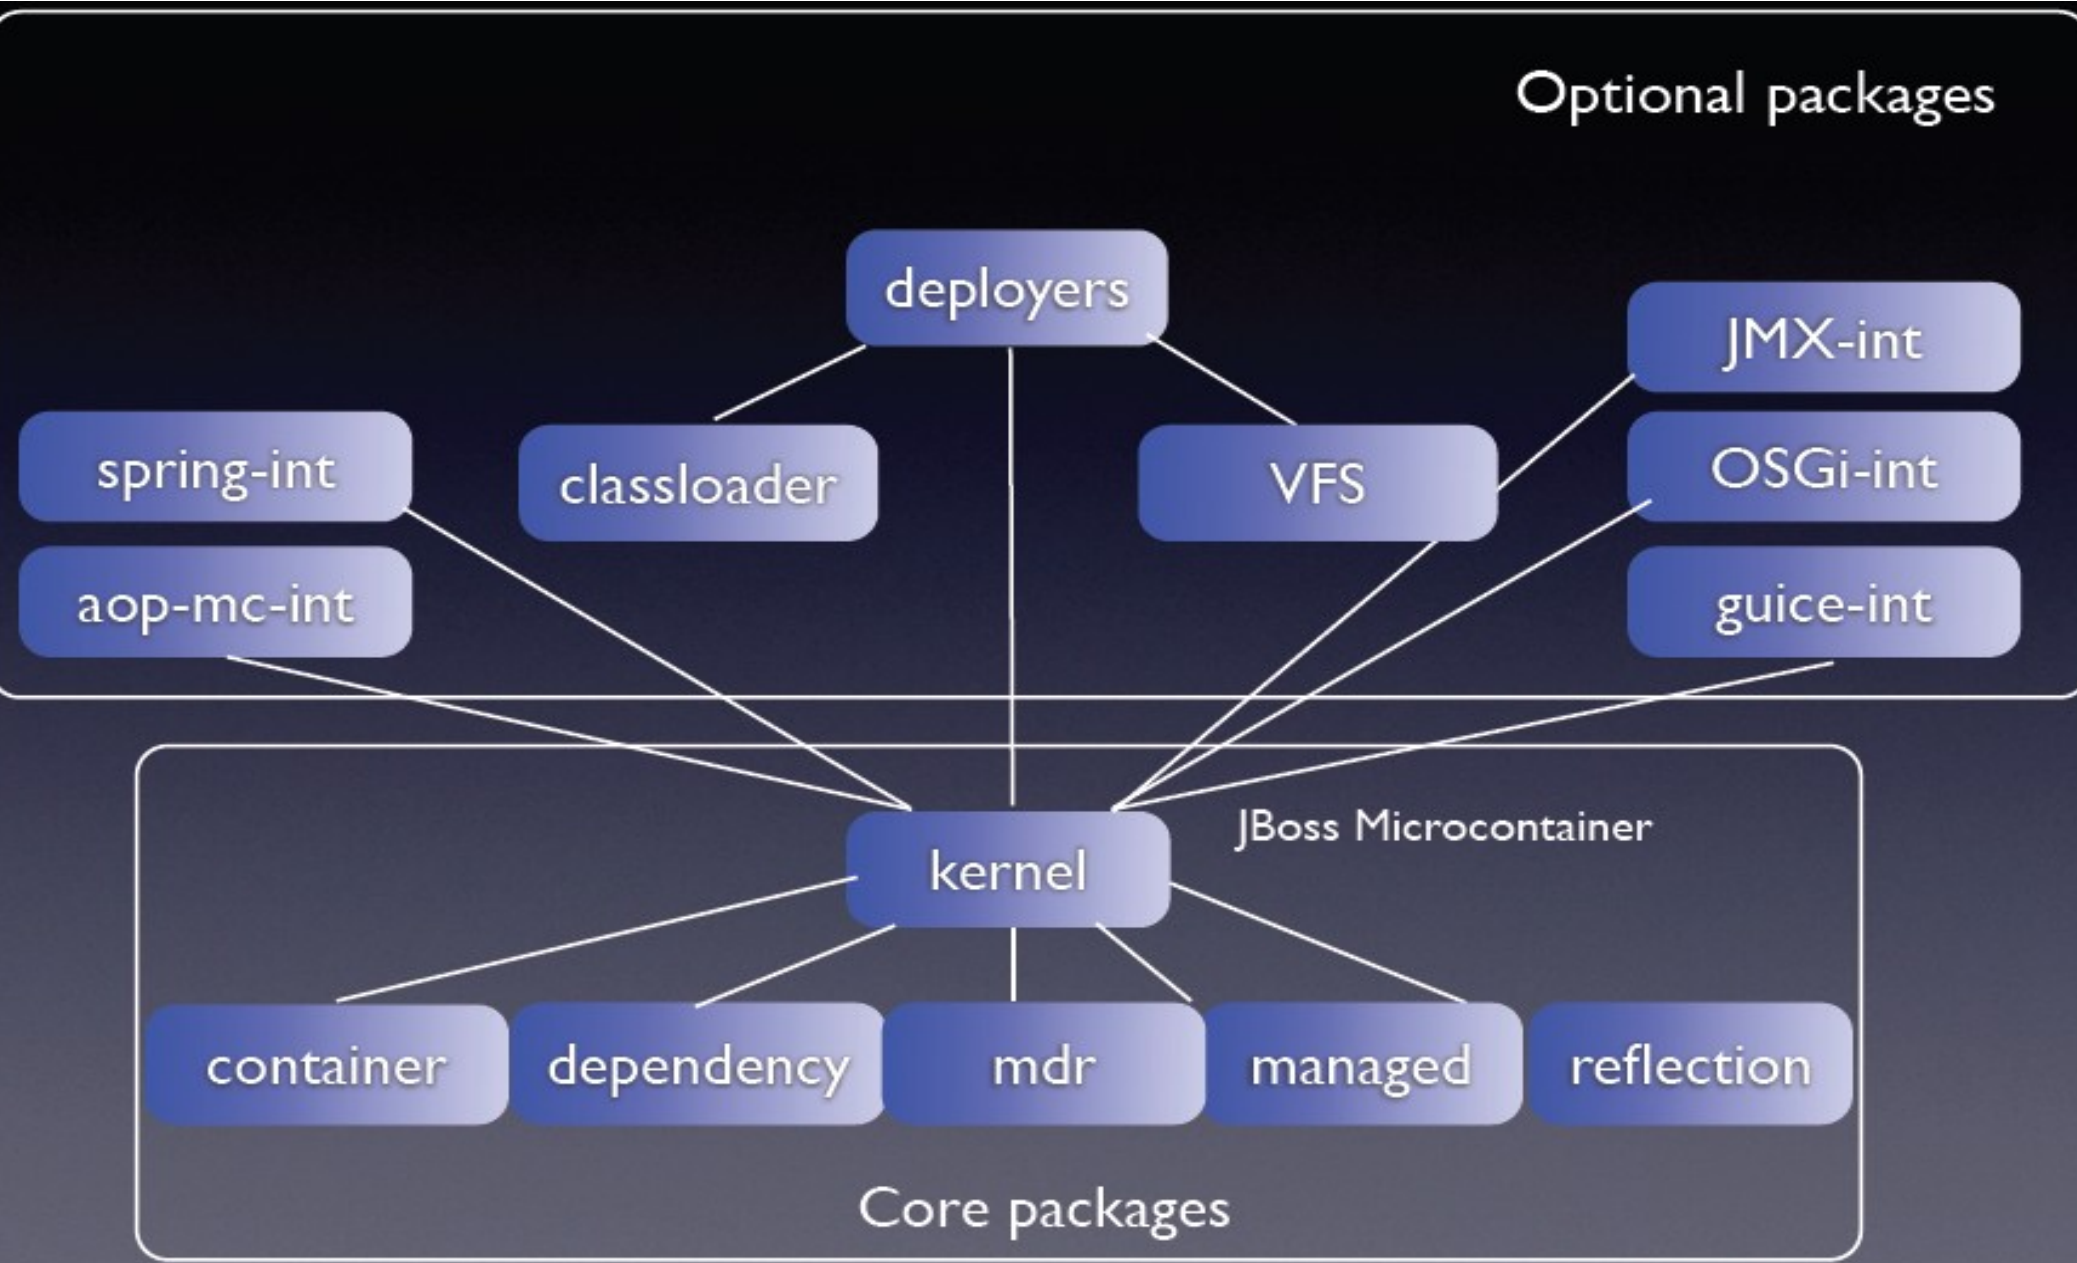 Optional packages
deployers
JMX-int
spring-int
classloader
VFS
OSGi-int
aop-mc-int
guice-int
JBoss Microcontainer
kernel
container
dependency
mdr
managed
reflection
Core packages